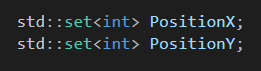 std::set<int> PositionX;
std::set<int> PositionY;